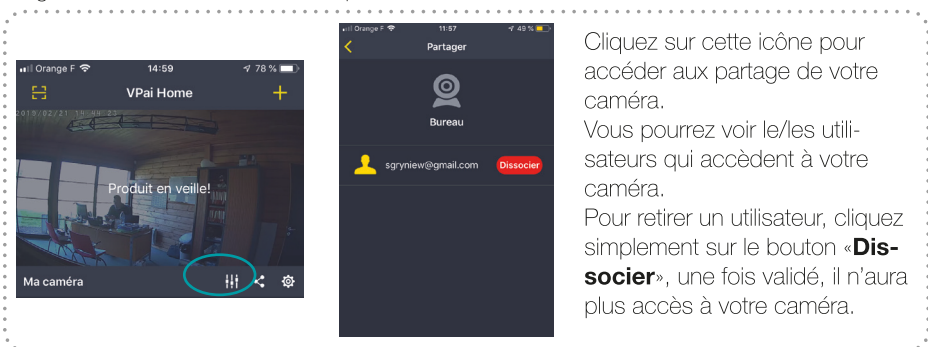 Orange F 14:59 78 %
VPai Home
2019/02/21
Produit en veille!
Ma caméra
Orange F 11:57 49 %
Partager
Bureau
sgryniew@gmail.com Dissocier
Cliquez sur cette icône pour
accéder aux partage de votre
caméra.
Vous pourrez voir le/les utili-
sateurs qui accèdent à votre
caméra.
Pour retirer un utilisateur, cliquez
simplement sur le bouton «Dis-
socier», une fois validé, il n’aura
plus accès à votre caméra.